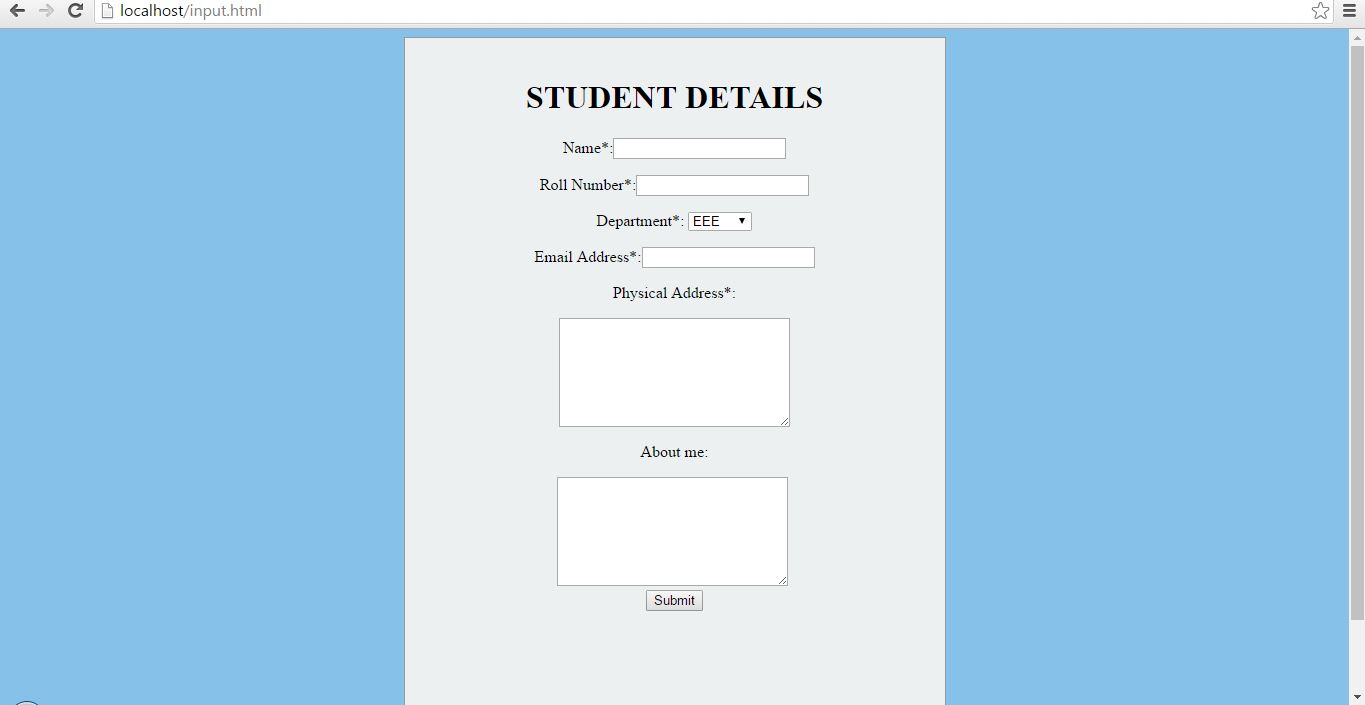 localhost/input.html
STUDENT DETAILS
Name*:
Roll Number*:
Department*: EEE
Email Address*:
Physical Address*:
About me:
Submit